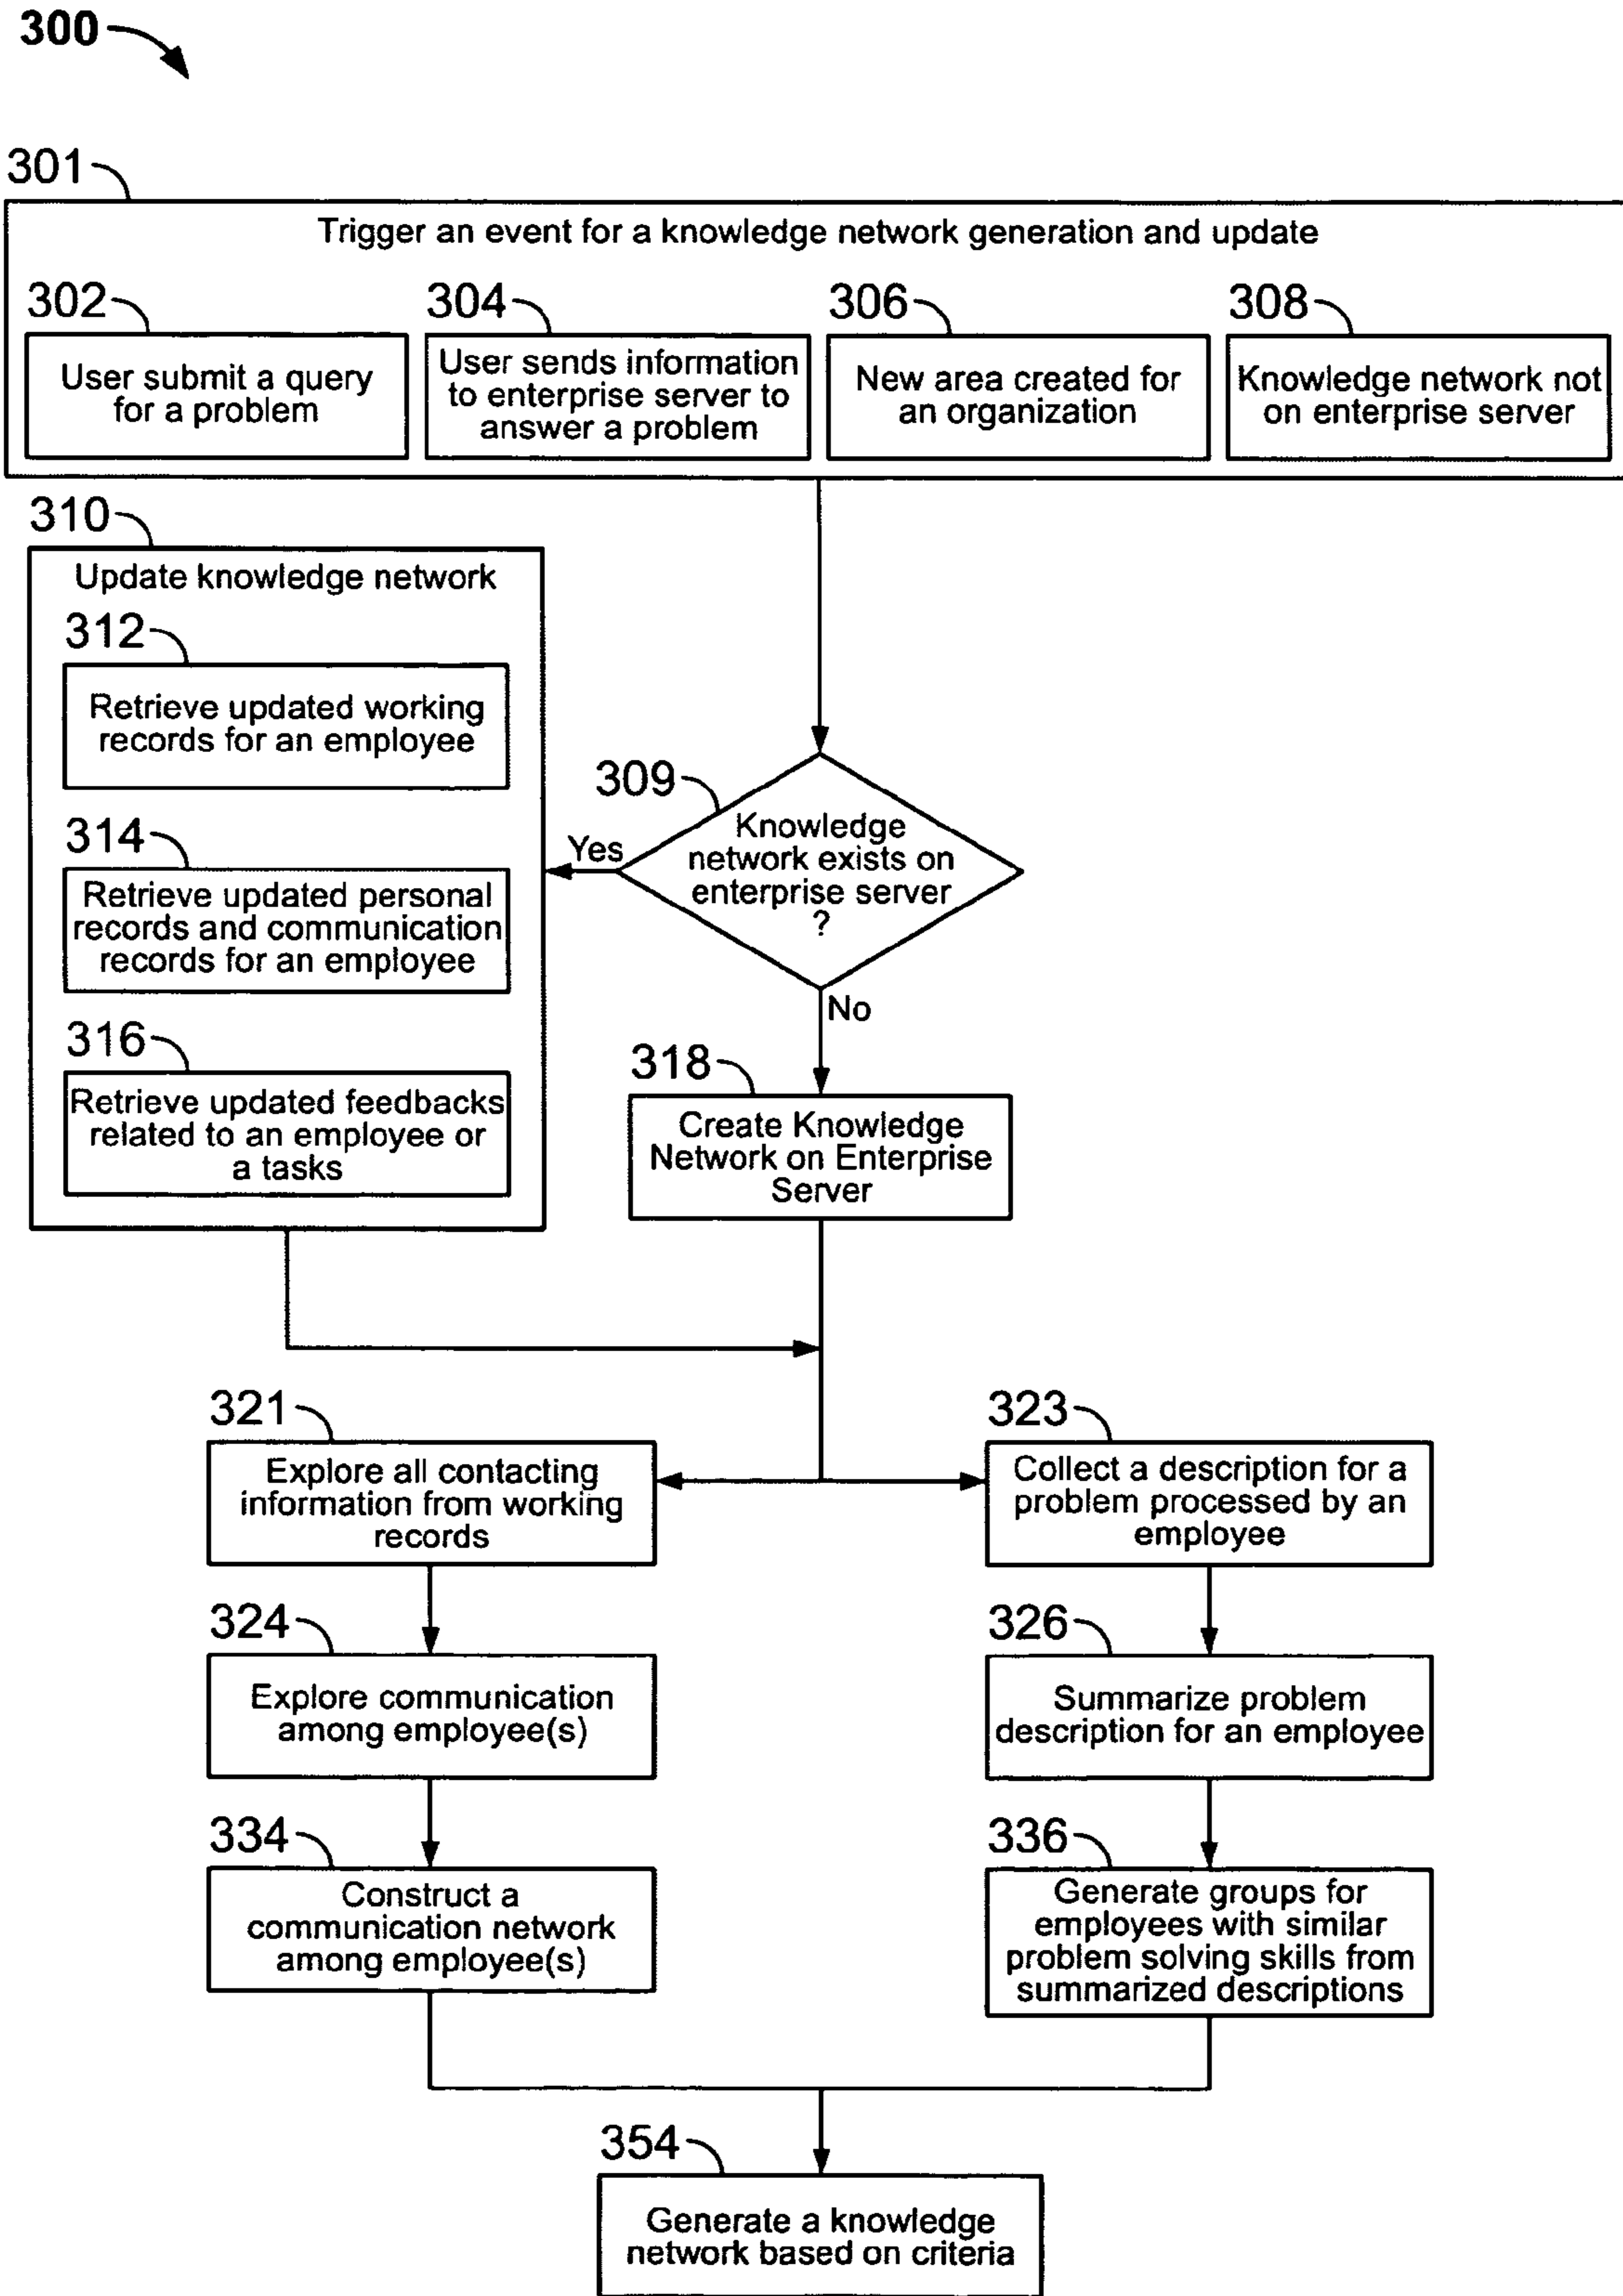 300
301
Trigger an event for a knowledge network generation and update
302
User submit a query
for a problem
304
User sends information
to enterprise server to
answer a problem
306
New area created for
an organization
308
Knowledge network not
on enterprise server
310
Update knowledge network
312
Retrieve updated working
records for an employee
314
Retrieve updated personal
records and communication
records for an employee
316
Retrieve updated feedbacks
related to an employee or
a tasks
309
Knowledge
network exists on
enterprise server
?
Yes
No
318
Create Knowledge
Network on Enterprise
Server
321
Explore all contacting
information from working
records
323
Collect a description for a
problem processed by an
employee
324
Explore communication
among employee(s)
326
Summarize problem
description for an employee
334
Construct a
communication network
among employee(s)
336
Generate groups for
employees with similar
problem solving skills from
summarized descriptions
354
Generate a knowledge
network based on criteria